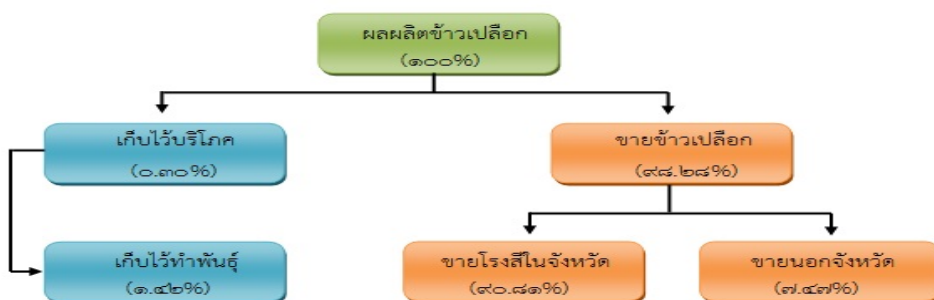 ผลผลิตข้าวเปลือก
(๑๐๐%)
เก็บไว้บริโภค
(๐.๓๐%)
ขายข้าวเปลือก
(๙๘.๒๘%)
เก็บไว้ทำพันธุ์
(๑.๔๒%)
ขายโรงสีในจังหวัด
(๙๐.๘๑%)
ขายนอกจังหวัด
(๗.๔๗%)